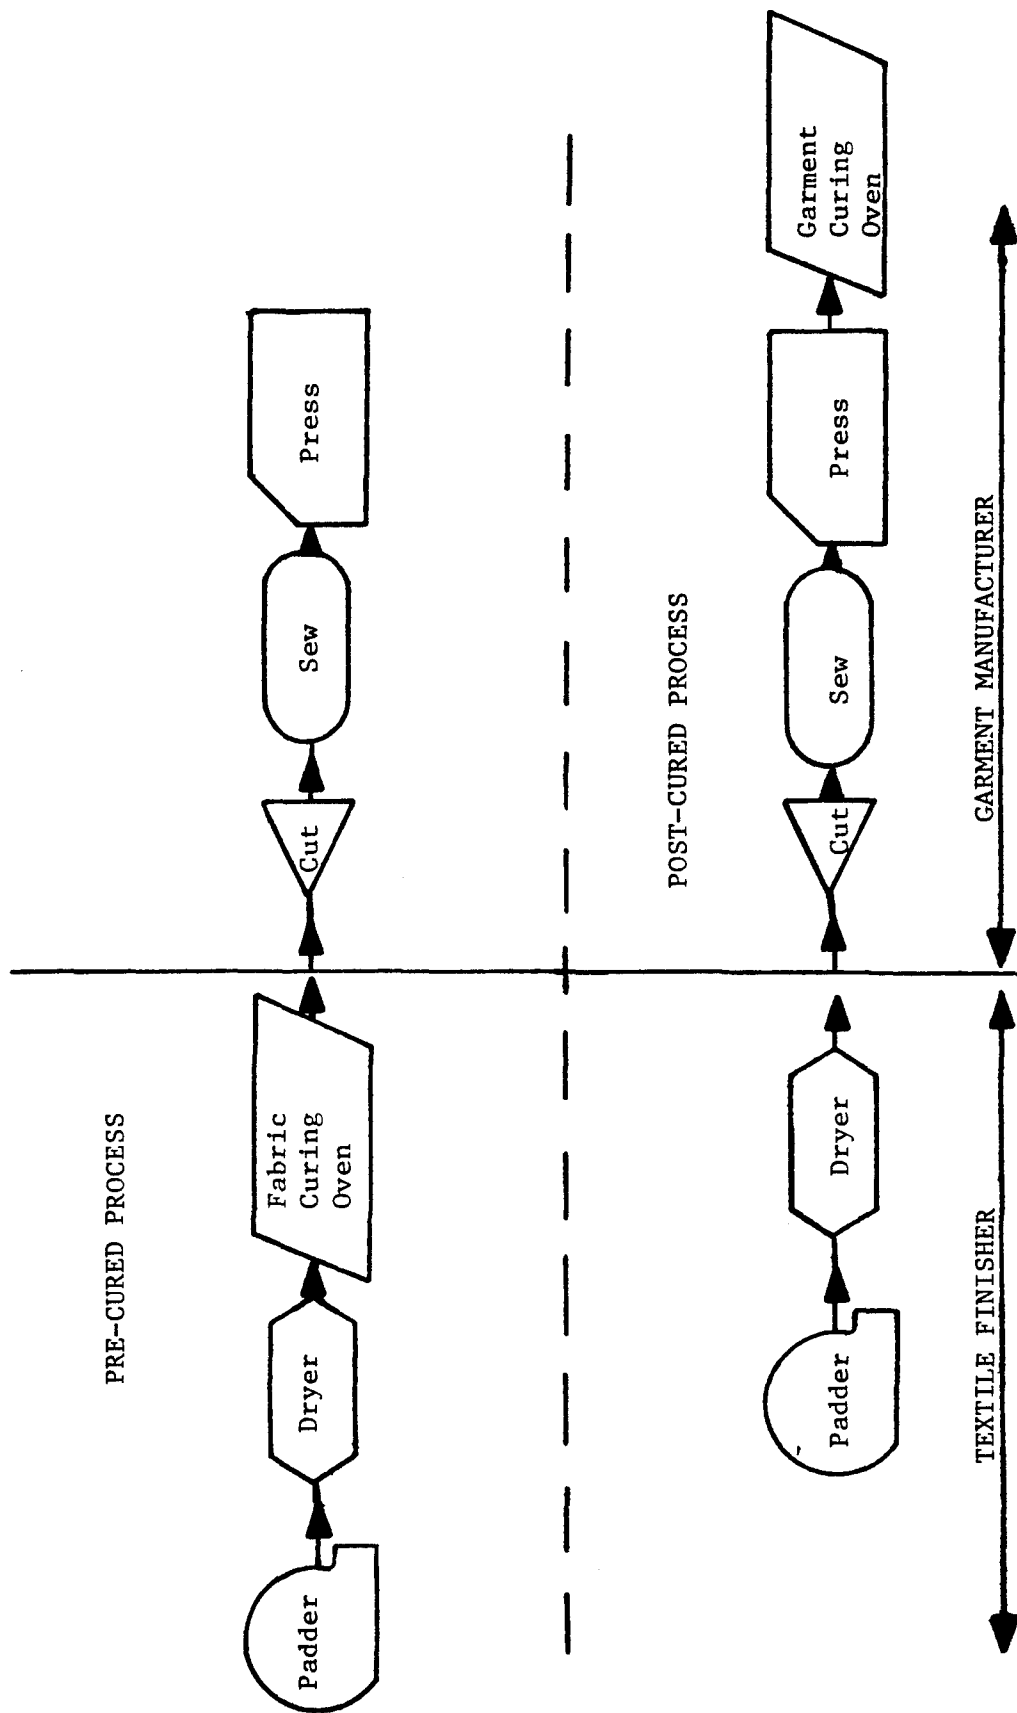 PRE-CURED PROCESS
Padder
Dryer
Fabric
Curing
Oven
Cut
Sew
Press
POST-CURED PROCESS
Padder
Dryer
Cut
Sew
Press
Garment
Curing
Oven
TEXTILE FINISHER
GARMENT MANUFACTURER